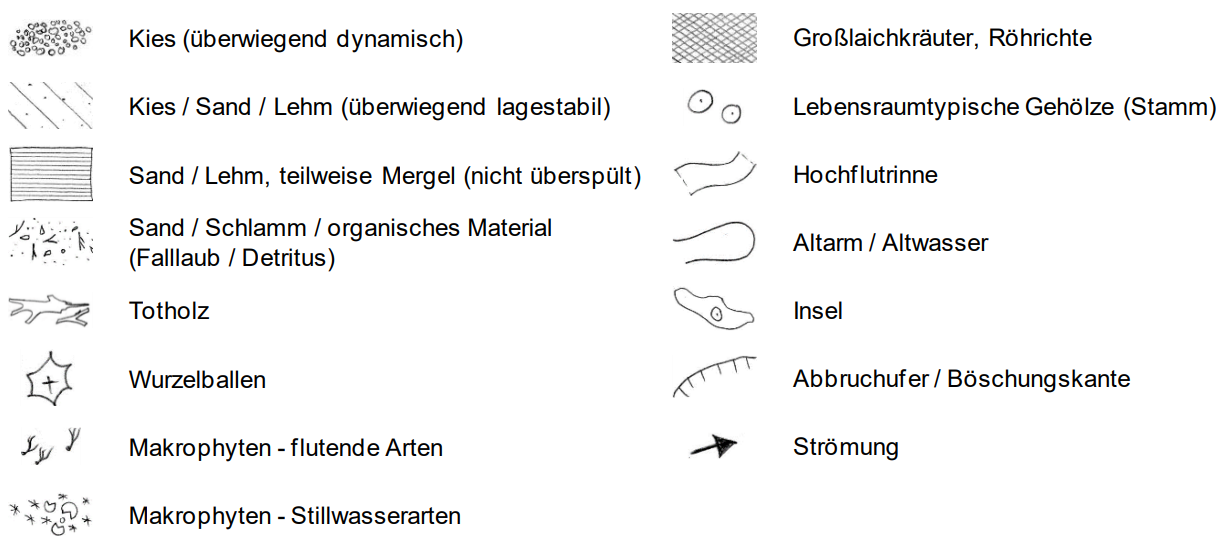 Kies (überwiegend dynamisch)
Kies / Sand / Lehm (überwiegend lagestabil)
Sand / Lehm, teilweise Mergel (nicht überspült)
Sand / Schlamm / organisches Material
(Falllaub / Detritus)
Totholz
Wurzelballen
Makrophyten - flutende Arten
Makrophyten - Stillwasserarten
Großlaichkräuter, Röhrichte
Lebensraumtypische Gehölze (Stamm)
Hochflutrinne
Altarm / Altwasser
Insel
Abbruchufer / Böschungskante
Strömung